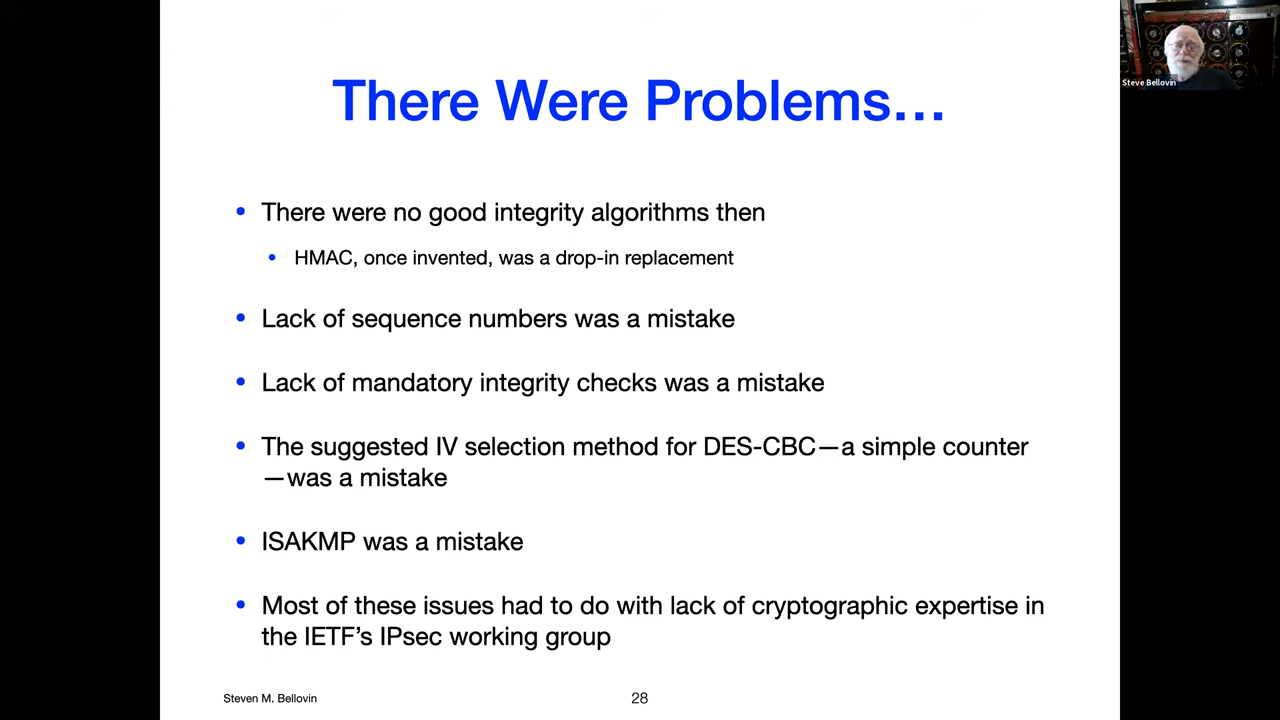 Steve Bellovin
There Were Problems…
• There were no good integrity algorithms then
• HMAC, once invented, was a drop-in replacement
• Lack of sequence numbers was a mistake
• Lack of mandatory integrity checks was a mistake
• The suggested IV selection method for DES-CBC—a simple counter
—was a mistake
• ISAKMP was a mistake
• Most of these issues had to do with lack of cryptographic expertise in
the IETF’s IPsec working group
Steven M. Bellovin
28